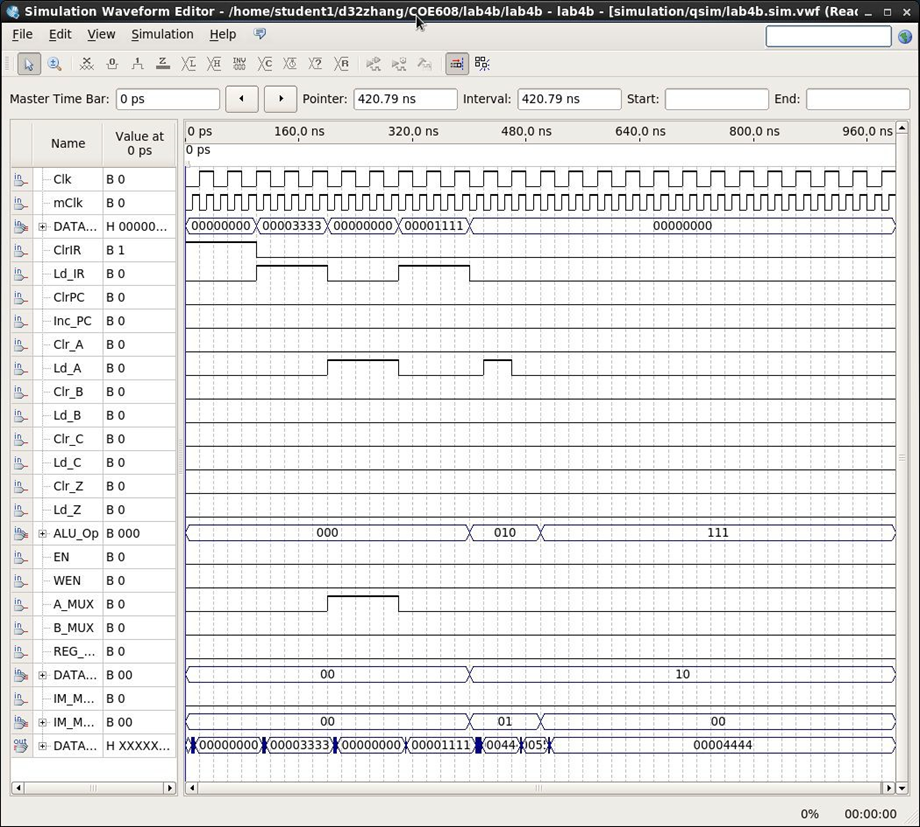 Simulation Waveform Editor - /home/student1/d32zhang/COE608/lab4b/lab4b - lab4b - [simulation/qsim/lab4b.sim.vwf (Reac
File Edit View Simulation Help
Master Time Bar: 0 ps Pointer: 420.79 ns Interval: 420.79 ns Start: End:
Name Value at 0 ps 0 ps 160.0 ns 320.0 ns 480.0 ns 640.0 ns 800.0 ns 960.0 ns
0 ps
Clk B 0
mClk B 0
DATA... H 00000... 00000000 00003333 00000000 00001111 00000000
ClrIR B 1
Ld_IR B 0
ClrPC B 0
Inc_PC B 0
Clr_A B 0
Ld_A B 0
Clr_B B 0
Ld_B B 0
Clr_C B 0
Ld_C B 0
Clr_Z B 0
Ld_Z B 0
ALU_Op B 000 000 010 111
EN B 0
WEN B 0
A_MUX B 0
B_MUX B 0
REG_... B 0
DATA... B 00 00 10
IM_M... B 0
IM_M... B 00 00 01 00
DATA... H XXXXX... 00000000 00003333 00000000 00001111 0044 005 00004444
0% 00:00:00